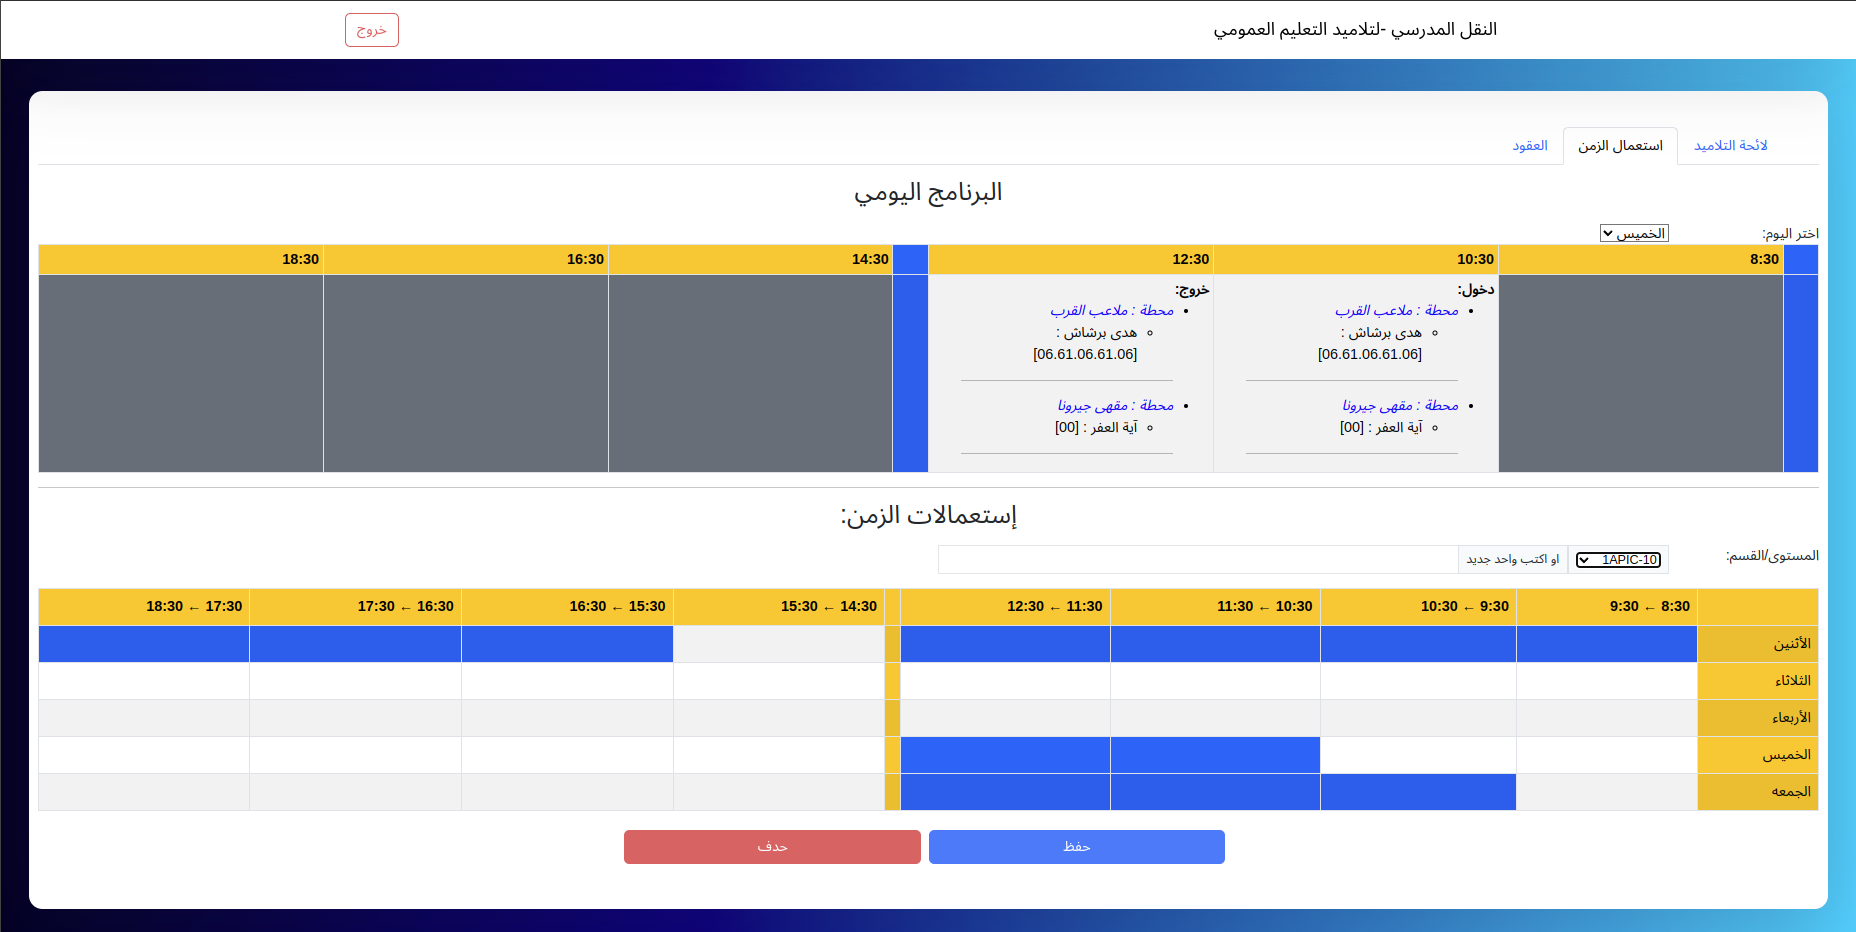 النقل المدرسي -لتلاميد التعليم العمومي
خروج
لائحة التلاميد
استعمال الزمن
العقود
البرنامج اليومي
اختر اليوم:
الخميس
8:30
10:30
12:30
14:30
16:30
18:30
دخول:
محطة : ملاعب القرب
هدى برشاش :
[06.61.06.61.06]
محطة : مقهى جيرونا
آية العفر : [00]
خروج:
محطة : ملاعب القرب
هدى برشاش :
[06.61.06.61.06]
محطة : مقهى جيرونا
آية العفر : [00]
إستعمالات الزمن:
المستوى/القسم:
1APIC-10
او اكتب واحد جديد
8:30 ← 9:30
9:30 ← 10:30
10:30 ← 11:30
11:30 ← 12:30
14:30 ← 15:30
15:30 ← 16:30
16:30 ← 17:30
17:30 ← 18:30
الأثنين
الثلاثاء
الأربعاء
الخميس
الجمعه
حفظ
حدف